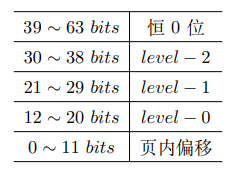 39 ~ 63 bits 恒 0 位
30 ~ 38 bits level − 2
21 ~ 29 bits level − 1
12 ~ 20 bits level − 0
0 ~ 11 bits 页内偏移